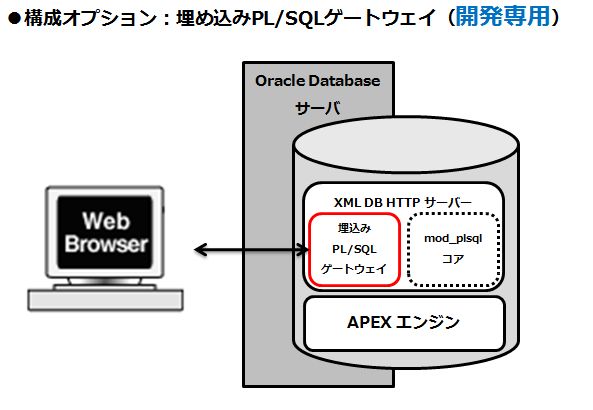 ●構成オプション：埋め込みPL/SQLゲートウェイ（開発専用）
Oracle Database
サーバ
XML DB HTTP サーバー
Web
Browser
埋込み
PL/SQL
ゲートウェイ
mod_plsql
コア
APEX エンジン